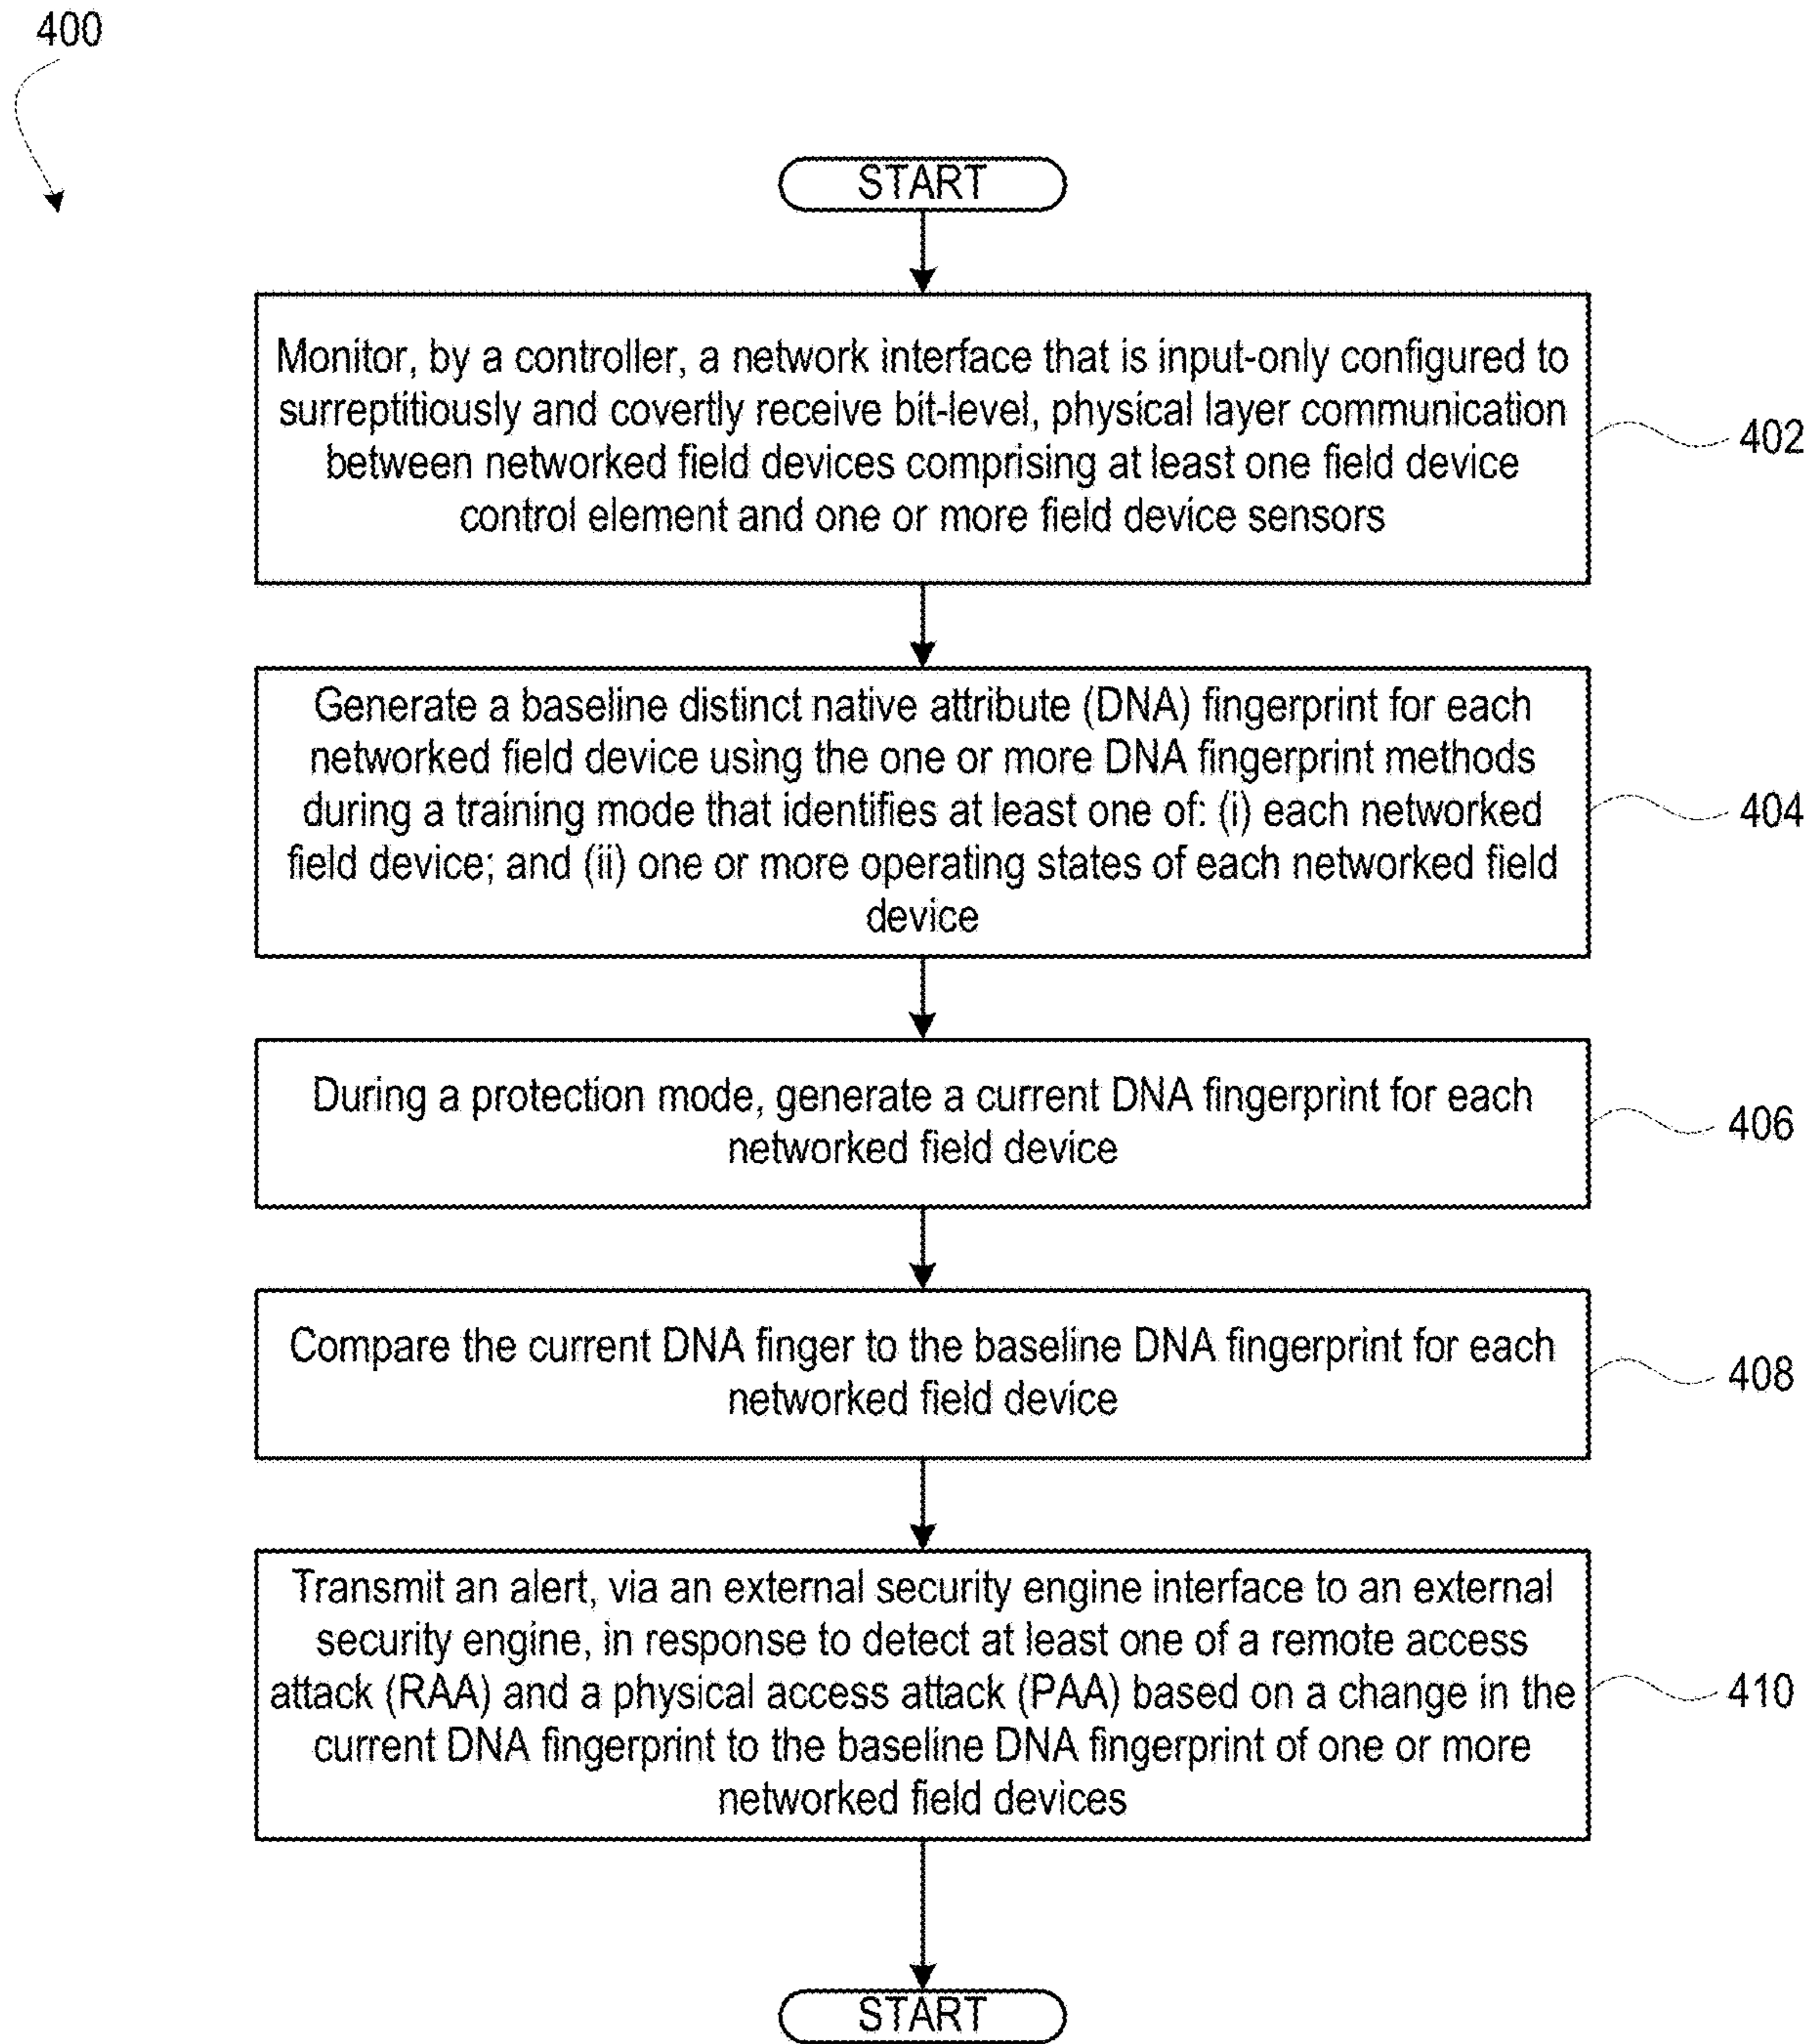 400
START
Monitor, by a controller, a network interface that is input-only configured to
surreptitiously and covertly receive bit-level, physical layer communication
between networked field devices comprising at least one field device
control element and one or more field device sensors
402
Generate a baseline distinct native attribute (DNA) fingerprint for each
networked field device using the one or more DNA fingerprint methods
during a training mode that identifies at least one of: (i) each networked
field device; and (ii) one or more operating states of each networked field
device
404
During a protection mode, generate a current DNA fingerprint for each
networked field device
406
Compare the current DNA finger to the baseline DNA fingerprint for each
networked field device
408
Transmit an alert, via an external security engine interface to an external
security engine, in response to detect at least one of a remote access
attack (RAA) and a physical access attack (PAA) based on a change in the
current DNA fingerprint to the baseline DNA fingerprint of one or more
networked field devices
410
START